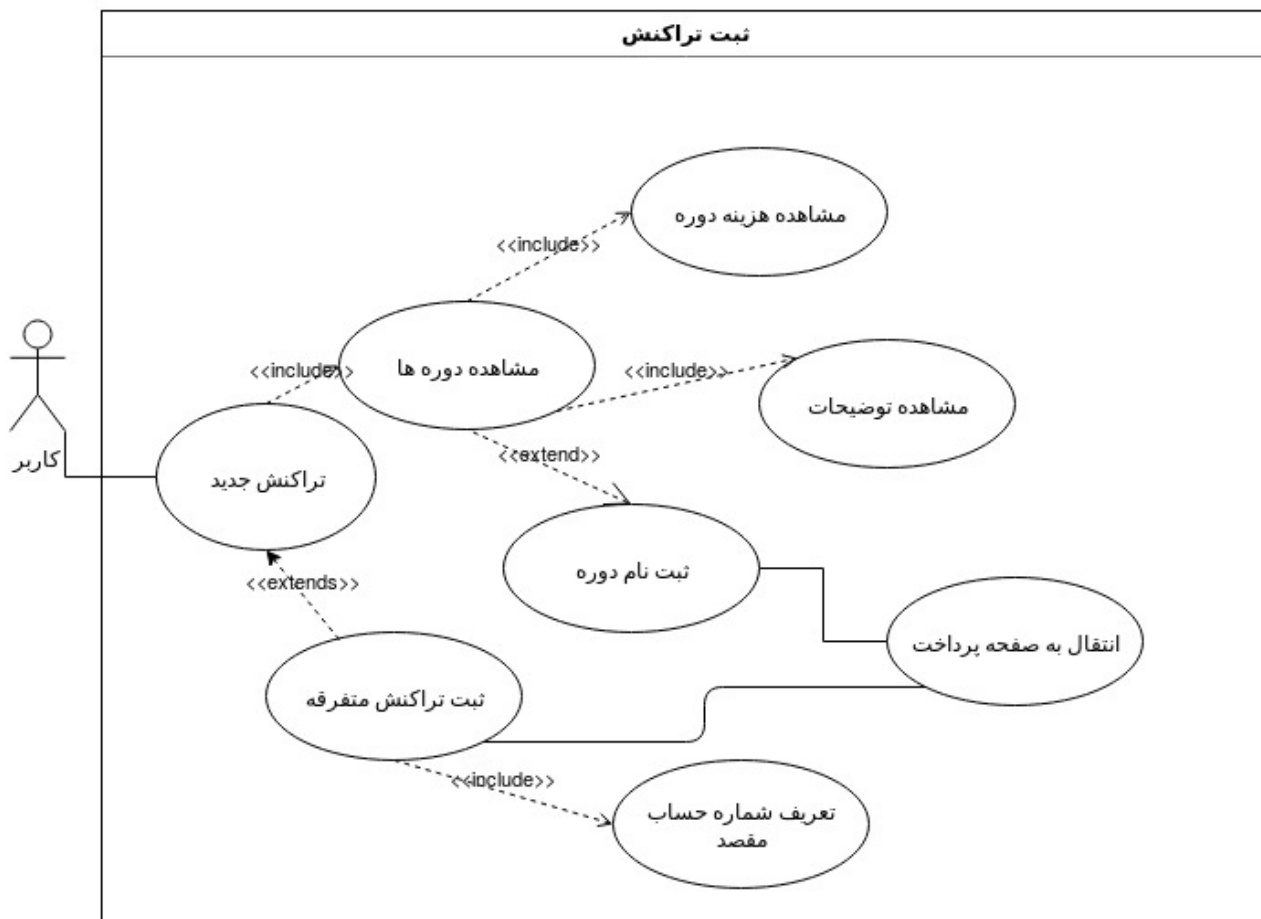 ثبت تراکنش
مشاهده هزینه دوره
<<include>>
مشاهده دوره ها
<<include>>
<<include>>
مشاهده توضیحات
کاربر
تراکنش جدید
<<extend>>
ثبت نام دوره
<<extends>>
انتقال به صفحه پرداخت
ثبت تراکنش متفرقه
<<include>>
تعریف شماره حساب
مقصد